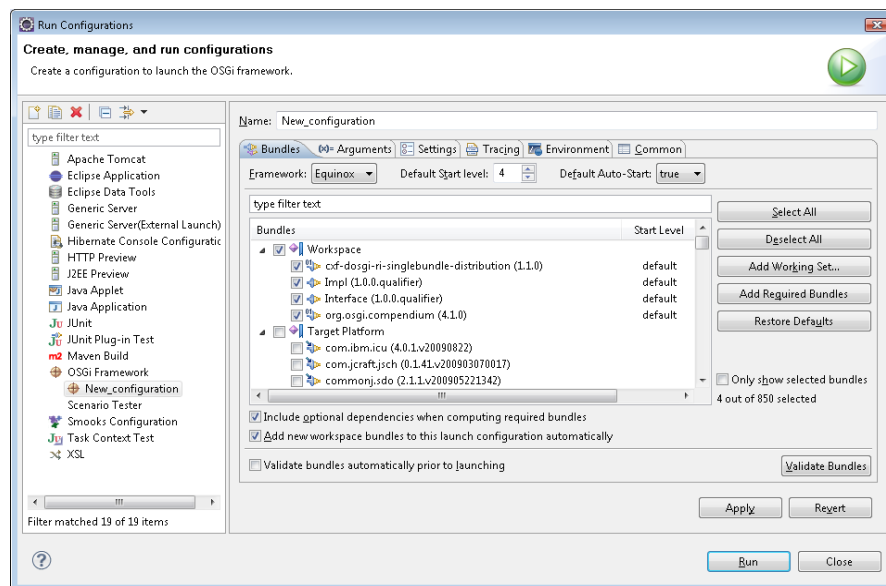 Run Configurations
Create, manage, and run configurations
Create a configuration to launch the OSGi framework.
type filter text
Apache Tomcat
Eclipse Application
Eclipse Data Tools
Generic Server
Generic Server(External Launch)
Hibernate Console Configuratic
HTTP Preview
J2EE Preview
Java Applet
Java Application
Ju JUnit
JUnit Plug-in Test
m2 Maven Build
OSGi Framework
New_configuration
Scenario Tester
Smooks Configuration
Task Context Test
XSL
Filter matched 19 of 19 items
Name: New_configuration
Bundles (x)= Arguments Settings Tracing Environment Common
Framework: Equinox Default Start level: 4 Default Auto-Start: true
type filter text
Bundles Start Level
Workspace
cxf-dosgi-ri-singlebundle-distribution (1.1.0) default
Impl (1.0.0.qualifier) default
Interface (1.0.0.qualifier) default
org.osgi.compendium (4.1.0) default
Target Platform
com.ibm.icu (4.0.1.v20090822)
com.jcraft.jsch (0.1.41.v200903070017)
commonj.sdo (2.1.1.v200905221342)
Select All
Deselect All
Add Working Set...
Add Required Bundles
Restore Defaults
Only show selected bundles
4 out of 850 selected
Include optional dependencies when computing required bundles
Add new workspace bundles to this launch configuration automatically
Validate bundles automatically prior to launching
Validate Bundles
Apply Revert
? Run Close